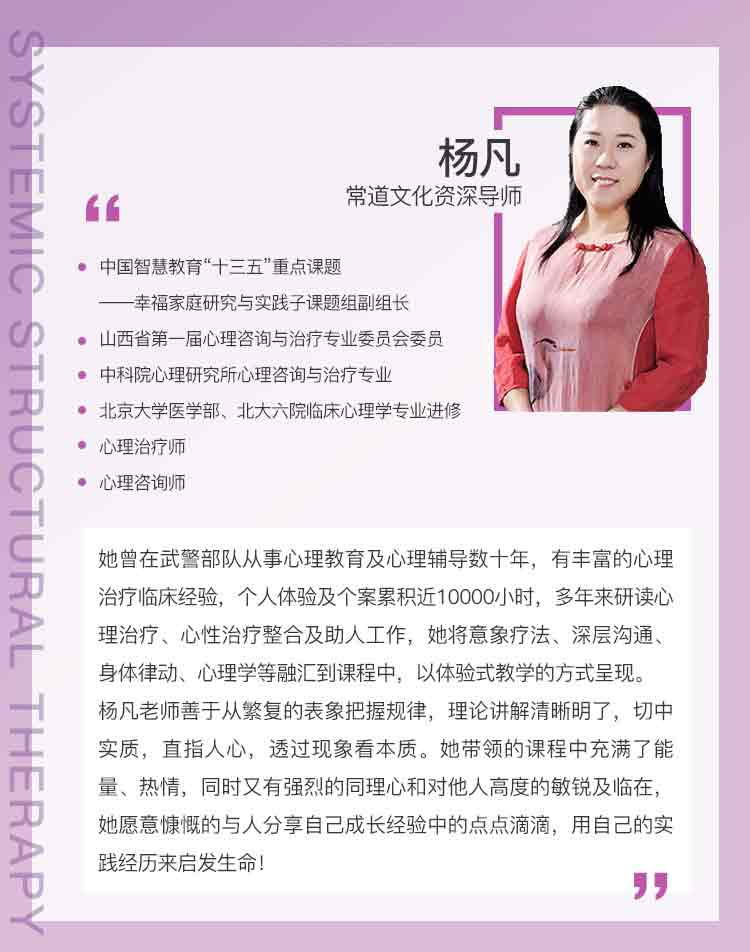 SYSTEMIC STRUCTURAL THERAPY
杨凡
常道文化资深导师
中国智慧教育“十三五”重点课题
——幸福家庭研究与实践子课题组副组长
山西省第一届心理咨询与治疗专业委员会委员
中科院心理研究所心理咨询与治疗专业
北京大学医学部、北大六院临床心理学专业进修
心理治疗师
心理咨询师
她曾在武警部队从事心理教育及心理辅导数十年，有丰富的心理
治疗临床经验，个人体验及个案累积近10000小时，多年来研读心
理治疗、心性治疗整合及助人工作，她将意象疗法、深层沟通、
身体律动、心理学等融汇到课程中，以体验式教学的方式呈现。
杨凡老师善于从繁复的表象把握规律，理论讲解清晰明了，切中
实质，直指人心，透过现象看本质。她带领的课程中充满了能
量、热情，同时又有强烈的同理心和对他人高度的敏锐及临在，
她愿意慷慨的与人分享自己成长经验中的点点滴滴，用自己的实
践经历来启发生命！